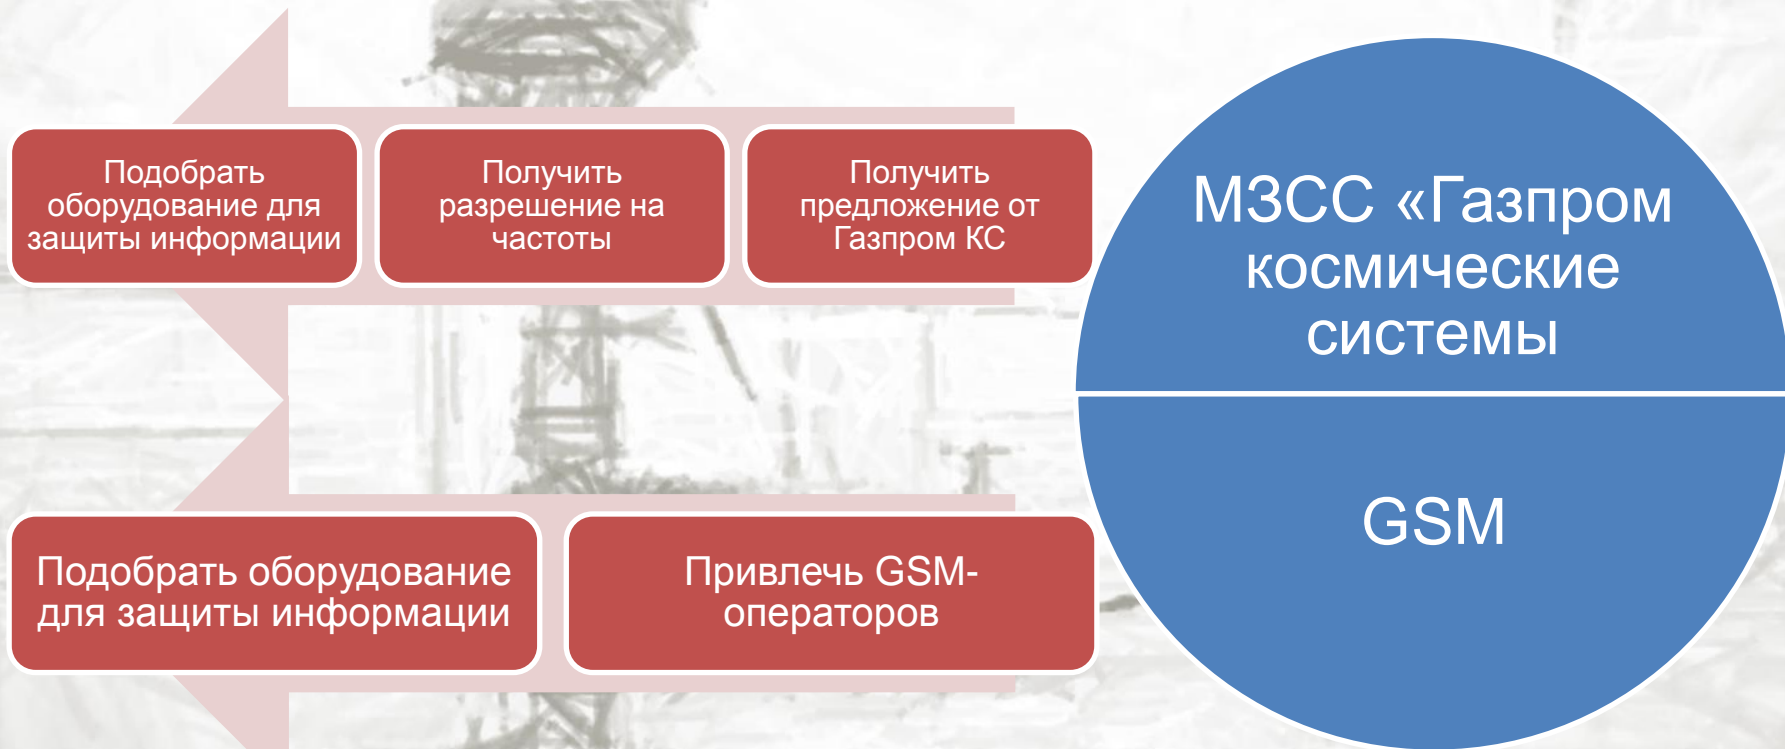 Подобрать
оборудование для
защиты информации
Получить
разрешение на
частоты
Получить
предложение от
Газпром КС
МЗСС «Газпром
космические
системы
Подобрать оборудование
для защиты информации
Привлечь GSM-
операторов
GSM